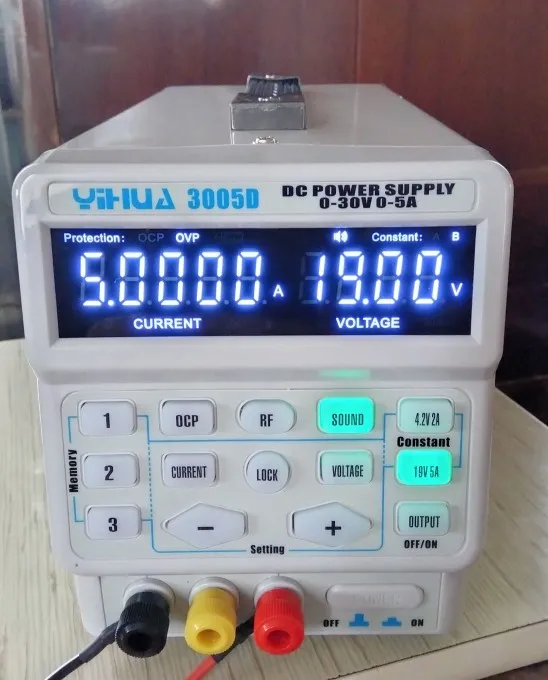 YiHUA 3005D
DC POWER SUPPLY
0-30V 0-5A
Protection: OCP OVP
Constant: A B
5.0000 A
19.00 V
CURRENT
VOLTAGE
1
OCP
RF
SOUND
4.2V 2A
Constant
Memory
2
CURRENT
LOCK
VOLTAGE
19V 5A
3
−
+
OUTPUT
Setting
OFF/ON
POWER
OFF
ON